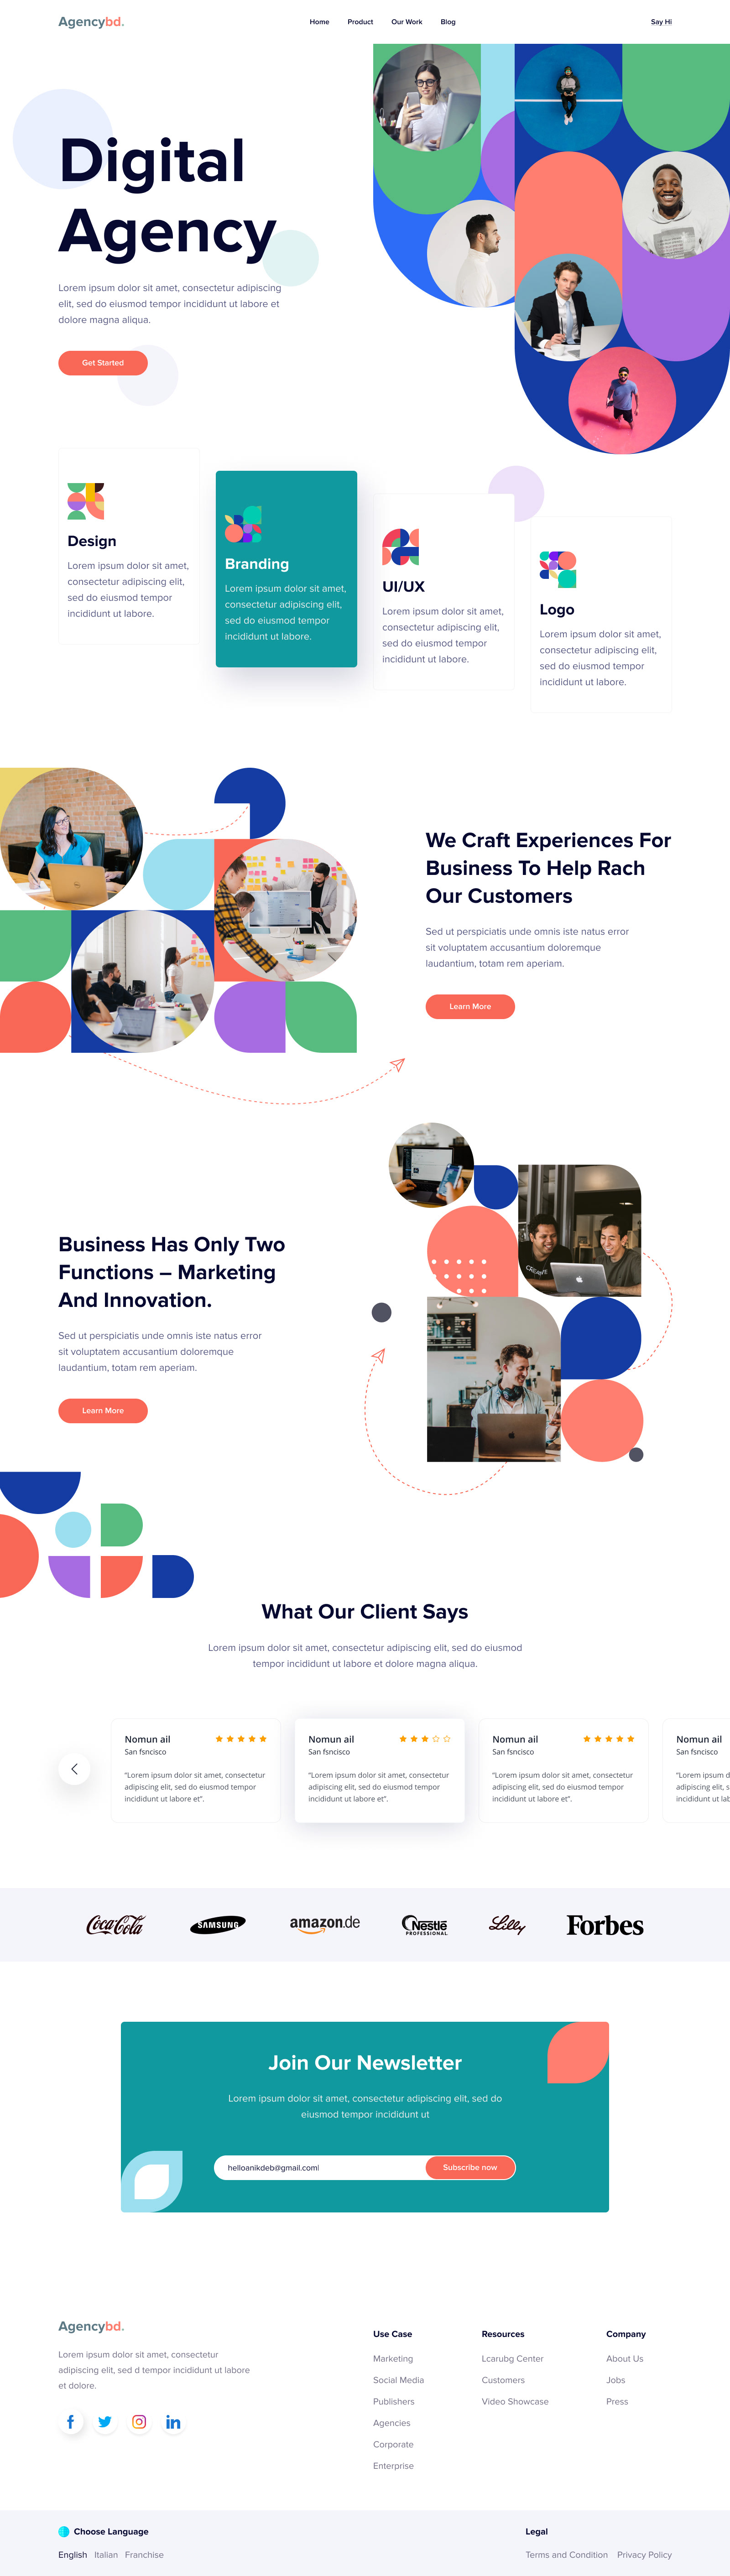 Agencybd.
Home Product Our Work Blog
Say Hi
Digital
Agency
Lorem ipsum dolor sit amet, consectetur adipiscing
elit, sed do eiusmod tempor incididunt ut labore et
dolore magna aliqua.
Get Started
Design
Lorem ipsum dolor sit amet,
consectetur adipiscing elit,
sed do eiusmod tempor
incididunt ut labore.
Branding
Lorem ipsum dolor sit amet,
consectetur adipiscing elit,
sed do eiusmod tempor
incididunt ut labore.
UI/UX
Lorem ipsum dolor sit amet,
consectetur adipiscing elit,
sed do eiusmod tempor
incididunt ut labore.
Logo
Lorem ipsum dolor sit amet,
consectetur adipiscing elit,
sed do eiusmod tempor
incididunt ut labore.
We Craft Experiences For
Business To Help Rach
Our Customers
Sed ut perspiciatis unde omnis iste natus error
sit voluptatem accusantium doloremque
laudantium, totam rem aperiam.
Learn More
Business Has Only Two
Functions – Marketing
And Innovation.
Sed ut perspiciatis unde omnis iste natus error
sit voluptatem accusantium doloremque
laudantium, totam rem aperiam.
Learn More
What Our Client Says
Lorem ipsum dolor sit amet, consectetur adipiscing elit, sed do eiusmod
tempor incididunt ut labore et dolore magna aliqua.
Nomun ail
San fsncisco
"Lorem ipsum dolor sit amet, consectetur
adipiscing elit, sed do eiusmod tempor
incididunt ut labore et".
Nomun ail
San fsncisco
"Lorem ipsum dolor sit amet, consectetur
adipiscing elit, sed do eiusmod tempor
incididunt ut labore et".
Nomun ail
San fsncisco
"Lorem ipsum dolor sit amet, consectetur
adipiscing elit, sed do eiusmod tempor
incididunt ut labore et".
Nomun ail
San fsncisco
"Lorem ipsum d
adipiscing elit, s
incididunt ut lab
Coca-Cola
SAMSUNG
amazon.de
Nestlé
PROFESSIONAL
Lilly
Forbes
Join Our Newsletter
Lorem ipsum dolor sit amet, consectetur adipiscing elit, sed do
eiusmod tempor incididunt ut
helloanikdeb@gmail.com
Subscribe now
Agencybd.
Lorem ipsum dolor sit amet, consectetur
adipiscing elit, sed d tempor incididunt ut labore
et dolore.
Use Case
Marketing
Social Media
Publishers
Agencies
Corporate
Enterprise
Resources
Lcarubg Center
Customers
Video Showcase
Company
About Us
Jobs
Press
Choose Language
English Italian Franchise
Legal
Terms and Condition Privacy Policy